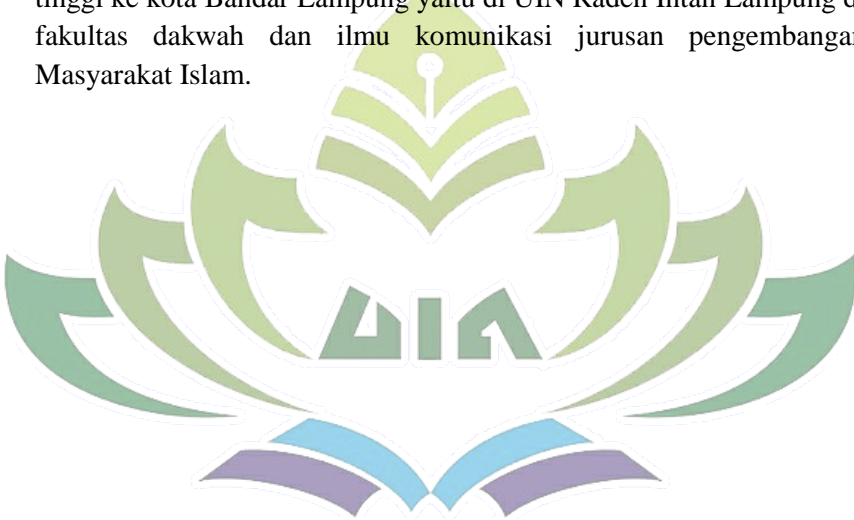 tinggi ke kota Bandar Lampung yaitu di UIN Raden Intan Lampung d
fakultas dakwah dan ilmu komunikasi jurusan pengembangan
Masyarakat Islam.
UIN